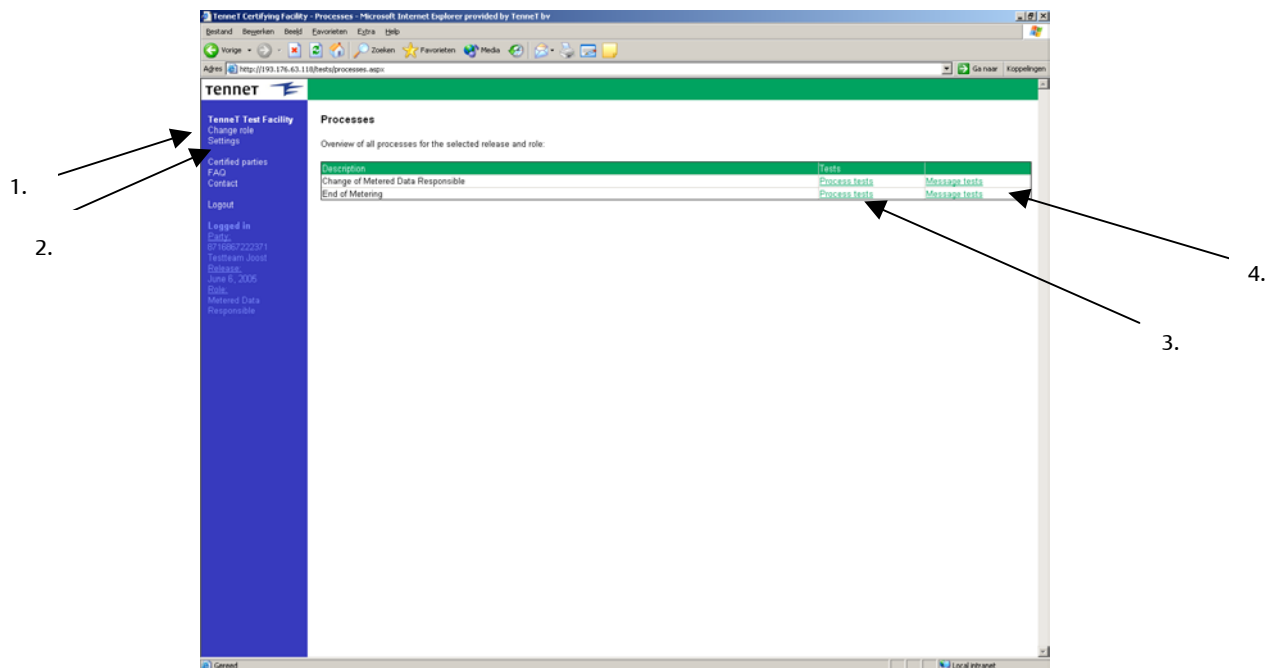 TenneT Certifying Facility - Processes - Microsoft Internet Explorer provided by TenneT bv
Bestand Bewerken Beeld Favorieten Extra Help
Vorige Zoeken Favorieten Media
Adres http://193.176.63.118/tests/processes.aspx Ga naar Koppelingen
TenneT
TenneT Test Facility
Change role
Settings
Certified parties
FAQ
Contact
Logout
Logged in
Party:
8716867222371
Testteam Joost
Release:
June 6, 2005
Role:
Metered Data
Responsible
Processes
Overview of all processes for the selected release and role:
Description Tests
Change of Metered Data Responsible Process tests Message tests
End of Metering Process tests Message tests
Gereed Local intranet
1.
2.
4.
3.